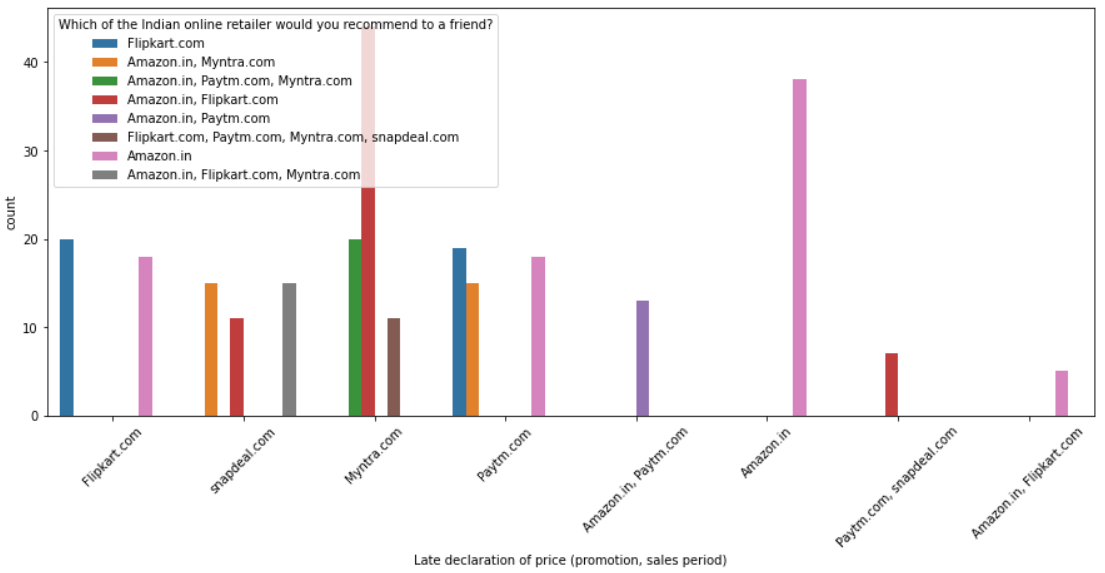 Which of the Indian online retailer would you recommend to a friend?
Flipkart.com
Amazon.in, Myntra.com
Amazon.in, Paytm.com, Myntra.com
Amazon.in, Flipkart.com
Amazon.in, Paytm.com
Flipkart.com, Paytm.com, Myntra.com, snapdeal.com
Amazon.in
Amazon.in, Flipkart.com, Myntra.com
40
30
20
10
0
count
Flipkart.com
snapdeal.com
Myntra.com
Paytm.com
Amazon.in, Paytm.com
Amazon.in
Paytm.com, snapdeal.com
Amazon.in, Flipkart.com
Late declaration of price (promotion, sales period)